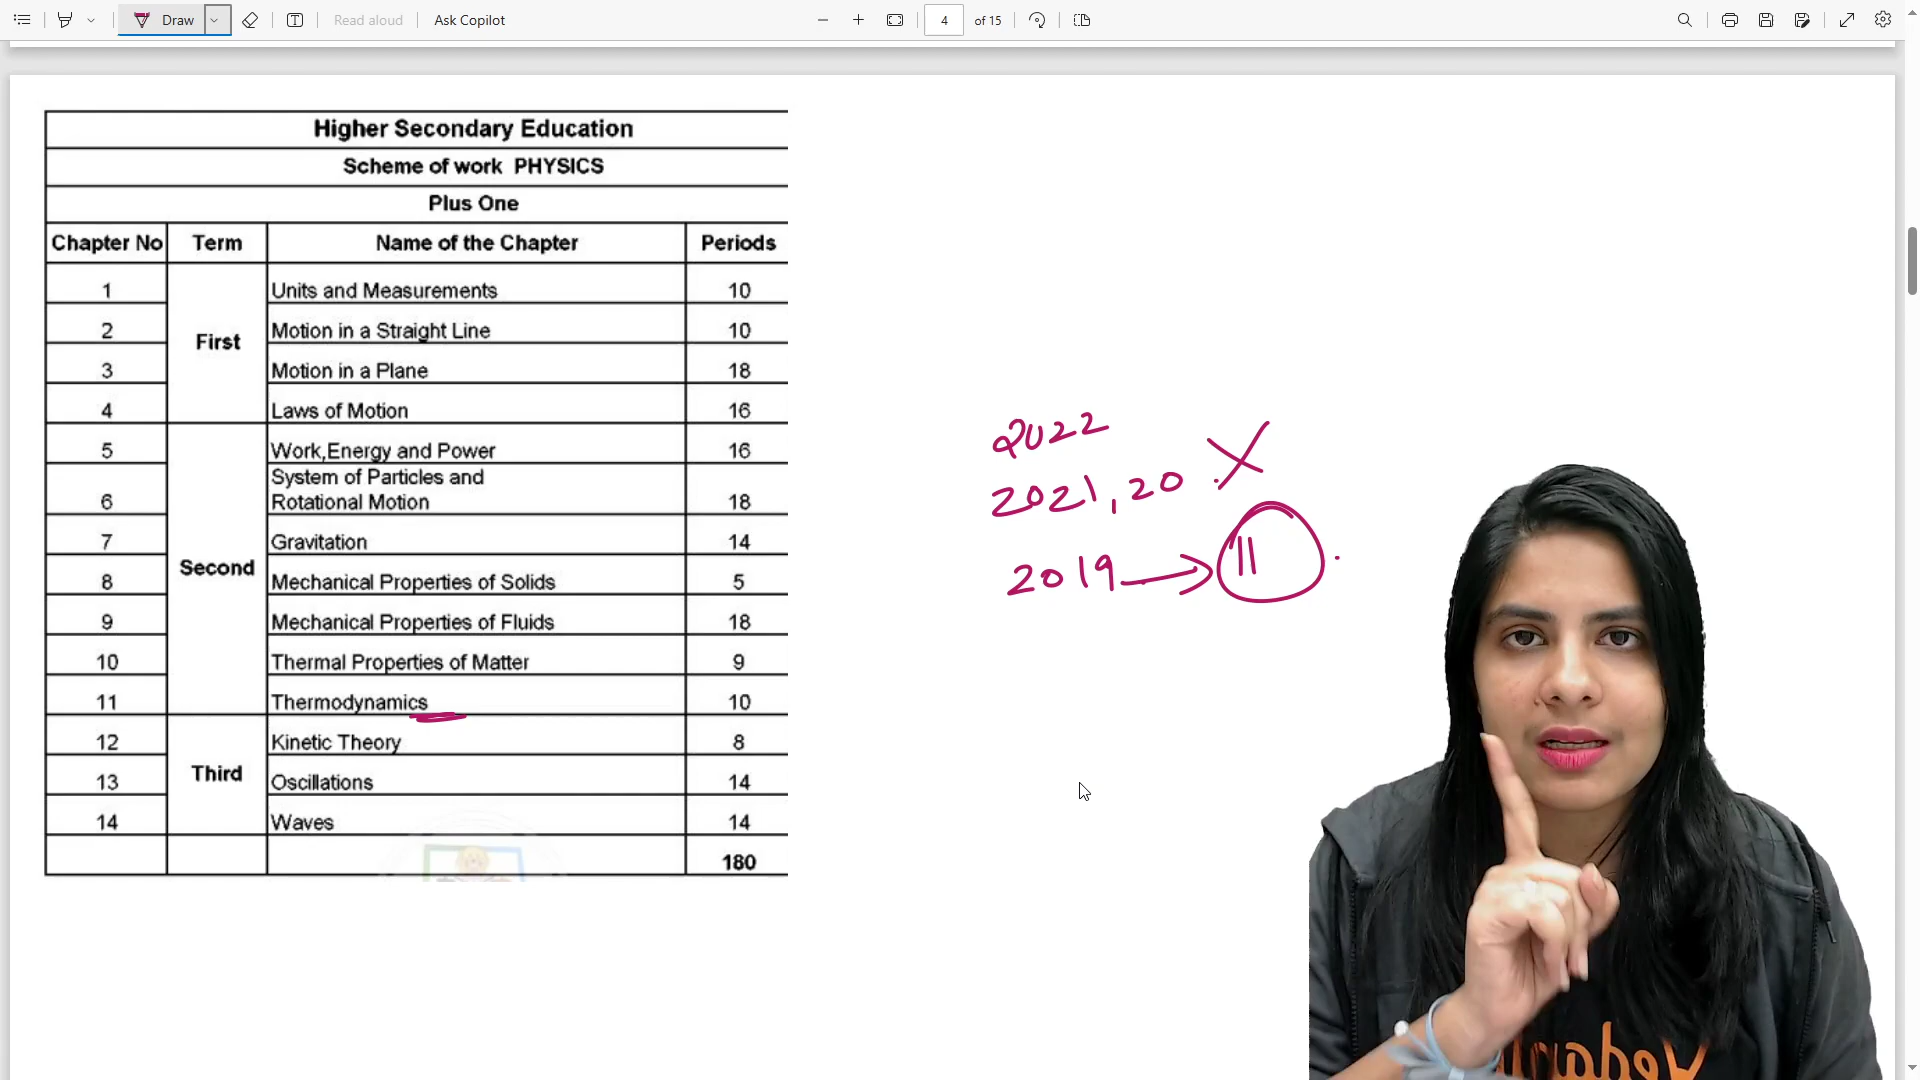 Draw
Read aloud
Ask Copilot
4
of 15
Higher Secondary Education
Scheme of work PHYSICS
Plus One
Chapter No Term Name of the Chapter Periods
First
1 Units and Measurements 10
2 Motion in a Straight Line 10
3 Motion in a Plane 18
4 Laws of Motion 16
Second
5 Work,Energy and Power 16
6 System of Particles and
Rotational Motion 18
7 Gravitation 14
8 Mechanical Properties of Solids 5
9 Mechanical Properties of Fluids 18
10 Thermal Properties of Matter 9
11 Thermodynamics 10
Third
12 Kinetic Theory 8
13 Oscillations 14
14 Waves 14
180
2022
2021, 20 X
2019 → 11